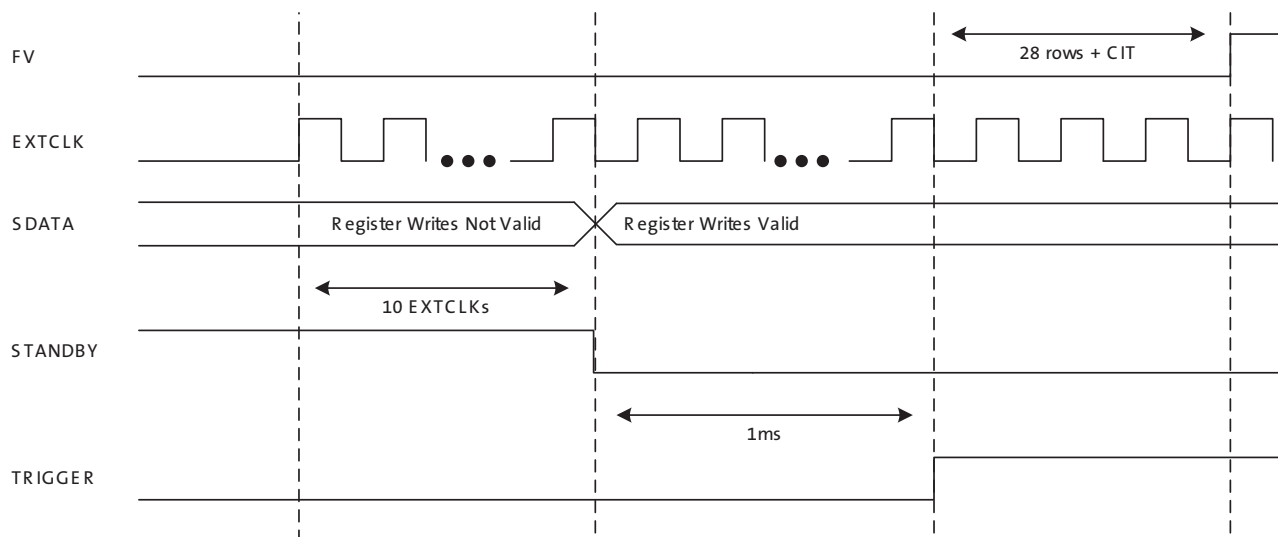 FV
28 rows + CIT
EXTCLK
SDATA
Register Writes Not Valid
Register Writes Valid
10 EXTCLKs
STANDBY
1ms
TRIGGER